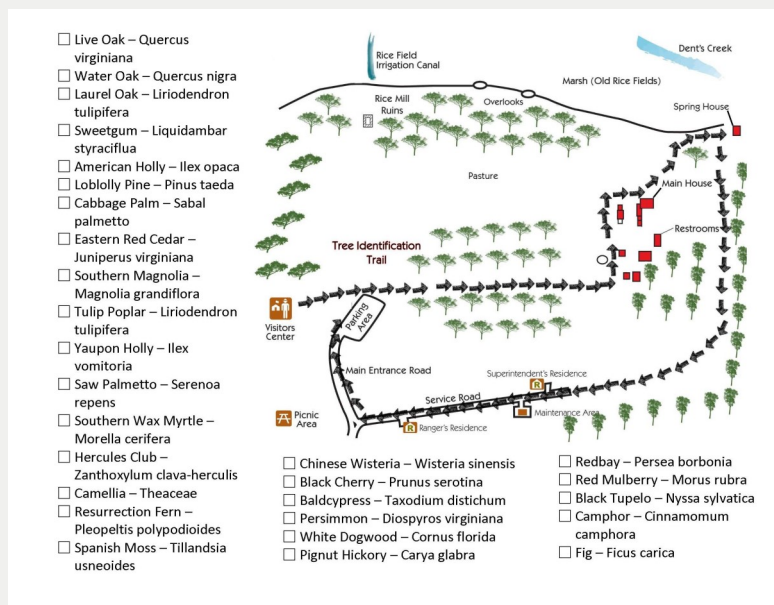 Live Oak – Quercus
virginiana
Water Oak – Quercus nigra
Laurel Oak – Liriodendron
tulipifera
Sweetgum – Liquidambar
styraciflua
American Holly – Ilex opaca
Loblolly Pine – Pinus taeda
Cabbage Palm – Sabal
palmetto
Eastern Red Cedar –
Juniperus virginiana
Southern Magnolia –
Magnolia grandiflora
Tulip Poplar – Liriodendron
tulipifera
Yaupon Holly – Ilex
vomitoria
Saw Palmetto – Serenoa
repens
Southern Wax Myrtle –
Morella cerifera
Hercules Club –
Zanthoxylum clava-herculis
Camellia – Theaceae
Resurrection Fern –
Pleopeltis polypodioides
Spanish Moss – Tillandsia
usneoides
Rice Field
Irrigation Canal
Dent's Creek
Marsh (Old Rice Fields)
Rice Mill
Ruins
Overlooks
Spring House
Pasture
Main House
Restrooms
Tree Identification
Trail
Visitors
Center
Parking
Area
Main Entrance Road
Superintendent's Residence
R
Service Road
Maintenance Area
Picnic
Area
R
Ranger's Residence
Chinese Wisteria – Wisteria sinensis
Black Cherry – Prunus serotina
Baldcypress – Taxodium distichum
Persimmon – Diospyros virginiana
White Dogwood – Cornus florida
Pignut Hickory – Carya glabra
Redbay – Persea borbonia
Red Mulberry – Morus rubra
Black Tupelo – Nyssa sylvatica
Camphor – Cinnamomum
camphora
Fig – Ficus carica